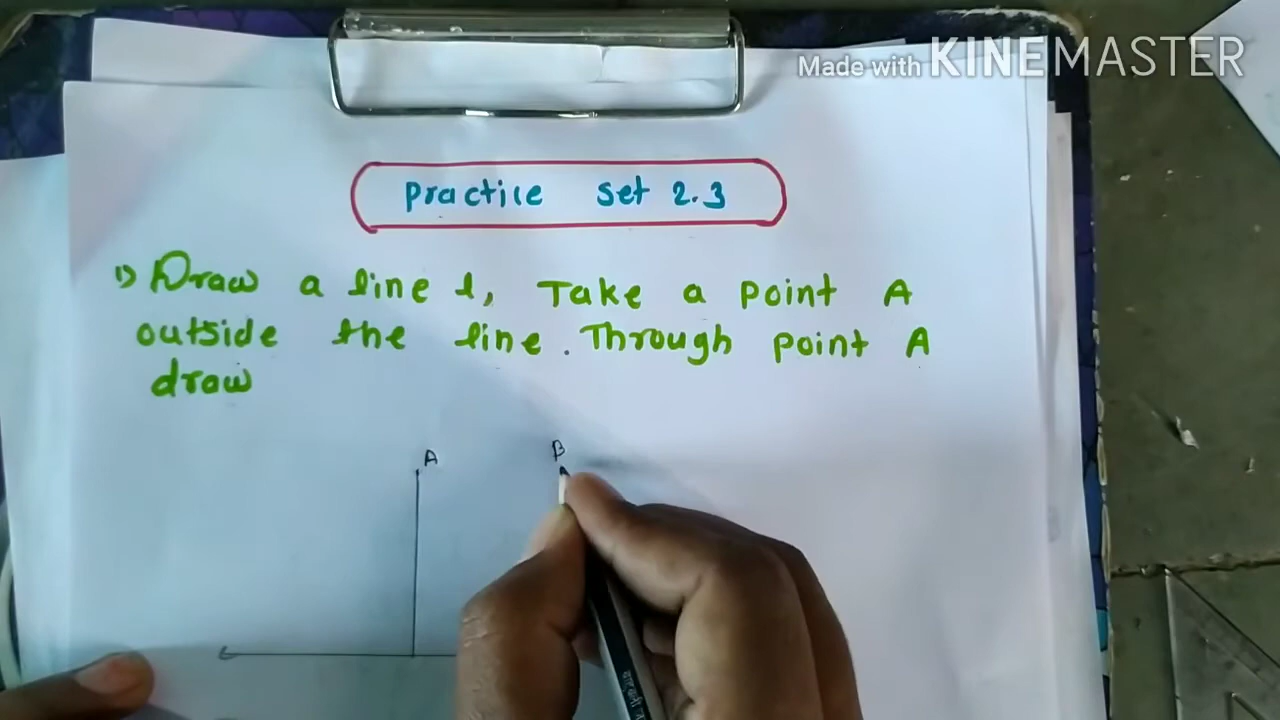 Made with KINEMASTER
Practice Set 2.3
1) Draw a line l, Take a point A
outside the line. Through point A
draw
A
B